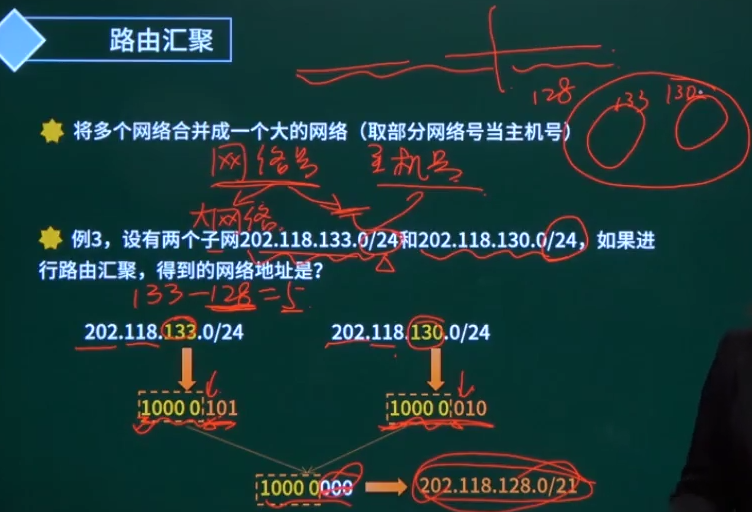 路由汇聚
128
133
130
将多个网络合并成一个大的网络（取部分网络号当主机号）
网络号 主机号
大网络
例3，设有两个子网202.118.133.0/24和202.118.130.0/24，如果进
行路由汇聚，得到的网络地址是？
133-128=5
202.118.133.0/24 202.118.130.0/24
1000 0101 1000 0010
1000 0000 202.118.128.0/21